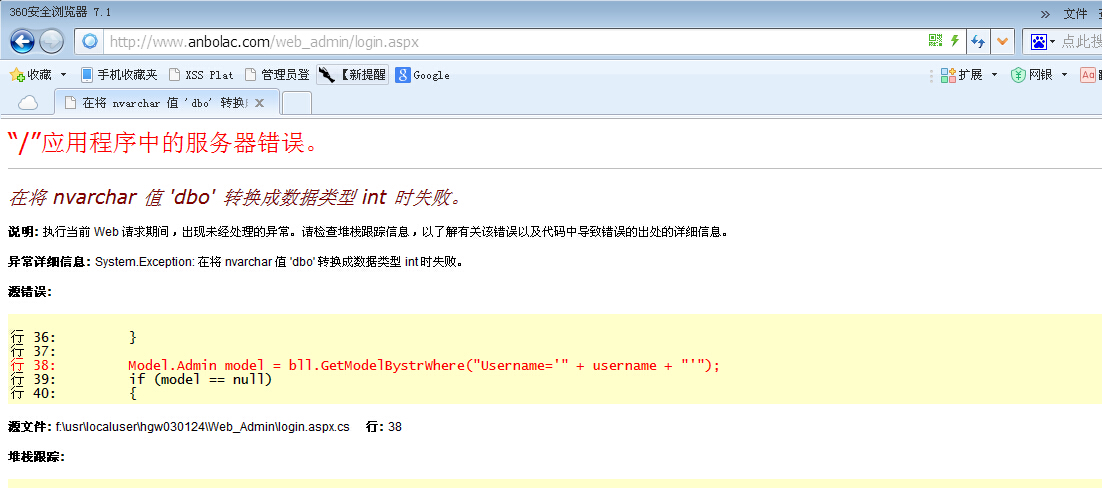 360安全浏览器 7.1
» 文件
http://www.anbolac.com/web_admin/login.aspx
点此搜
收藏 手机收藏夹 XSS Plat 管理员登 【新提醒 Google 扩展 网银
在将 nvarchar 值 'dbo' 转换
“/”应用程序中的服务器错误。
在将 nvarchar 值 'dbo' 转换成数据类型 int 时失败。
说明: 执行当前 Web 请求期间，出现未经处理的异常。请检查堆栈跟踪信息，以了解有关该错误以及代码中导致错误的出处的详细信息。
异常详细信息: System.Exception: 在将 nvarchar 值 'dbo' 转换成数据类型 int 时失败。
源错误:
行 36: }
行 37:
行 38: Model.Admin model = bll.GetModelBystrWhere("Username='" + username + "'");
行 39: if (model == null)
行 40: {
源文件: f:\usr\localuser\hgw030124\Web_Admin\login.aspx.cs 行: 38
堆栈跟踪: